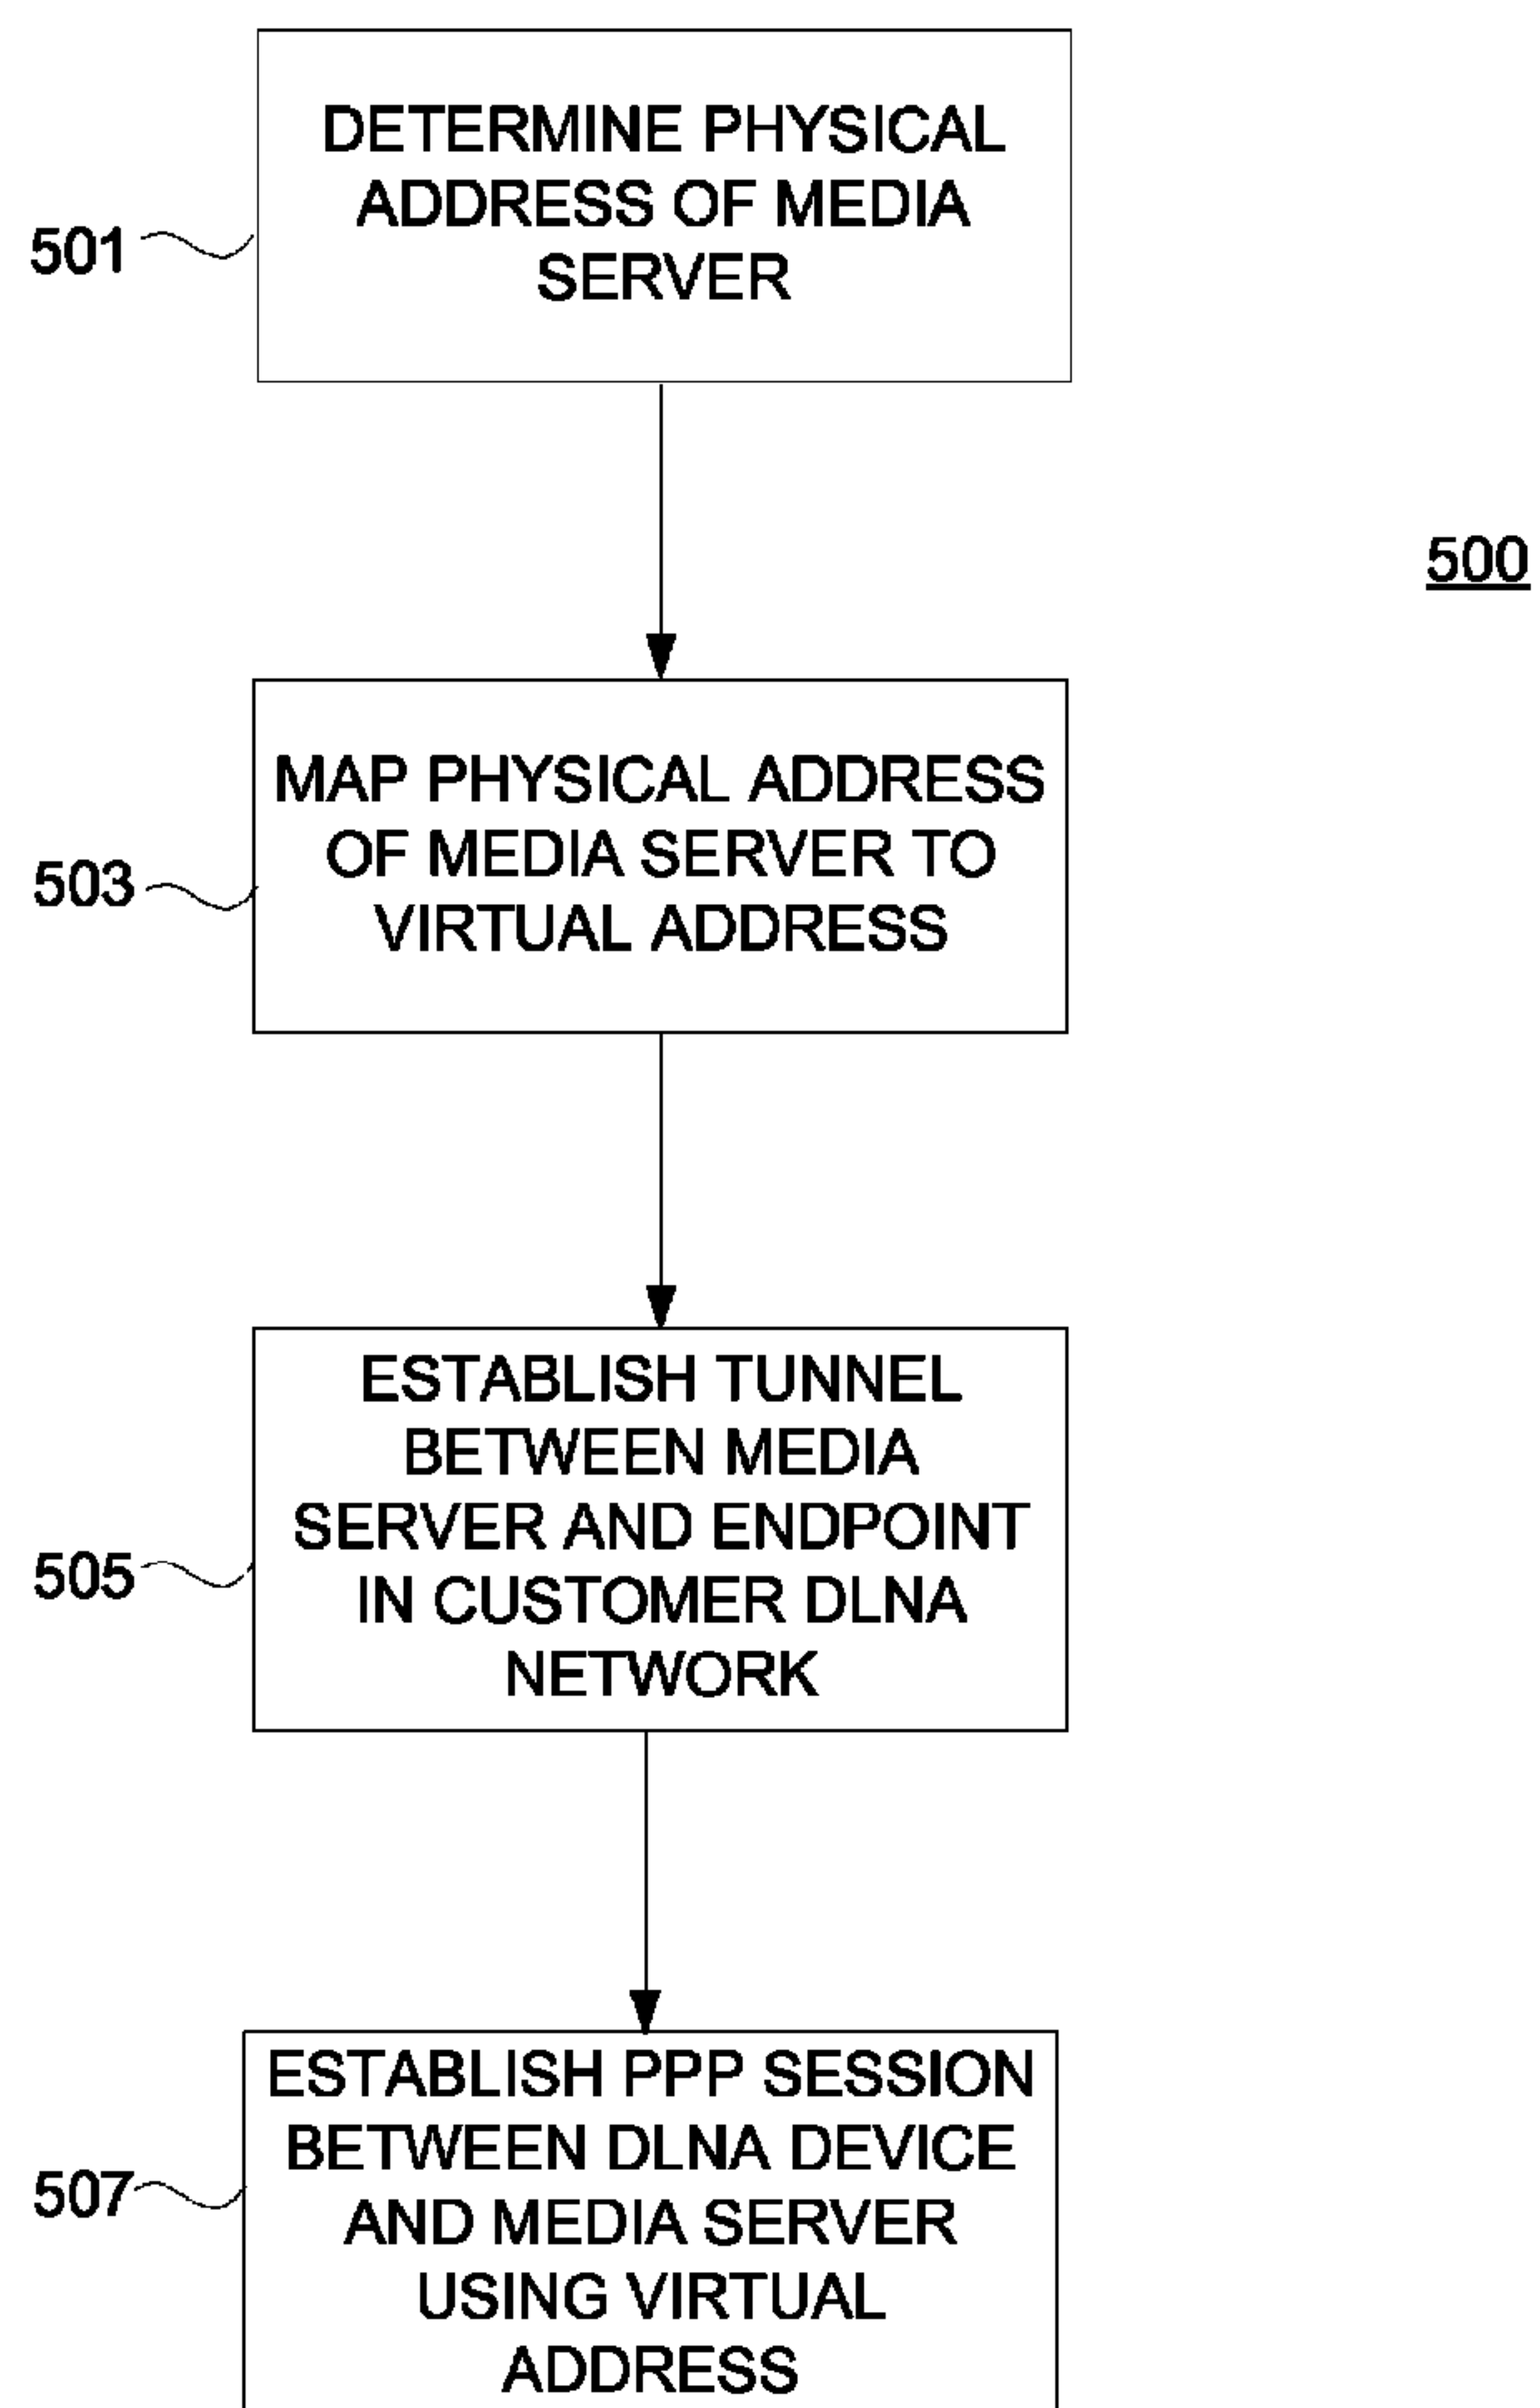 DETERMINE PHYSICAL
ADDRESS OF MEDIA
SERVER
501
500
MAP PHYSICAL ADDRESS
OF MEDIA SERVER TO
VIRTUAL ADDRESS
503
ESTABLISH TUNNEL
BETWEEN MEDIA
SERVER AND ENDPOINT
IN CUSTOMER DLNA
NETWORK
505
ESTABLISH PPP SESSION
BETWEEN DLNA DEVICE
AND MEDIA SERVER
USING VIRTUAL
ADDRESS
507